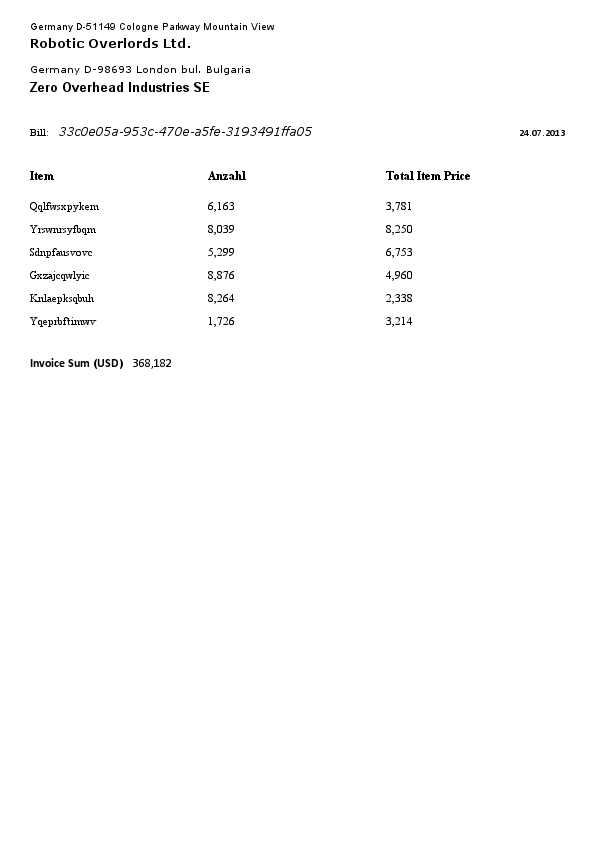 Germany D-51149 Cologne Parkway Mountain View
Robotic Overlords Ltd.
Germany D-98693 London bul. Bulgaria
Zero Overhead Industries SE
Bill: 33c0e05a-953c-470e-a5fe-3193491ffa05 24.07.2013
Item Anzahl Total Item Price
Qqlfwsxpykem 6,163 3,781
Yrswnrsyfbqm 8,039 8,250
Sdnpfausvovc 5,299 6,753
Gxzajcqwlyic 8,876 4,960
Knlaepksqbuh 8,264 2,338
Yqeprbftimwv 1,726 3,214
Invoice Sum (USD) 368,182